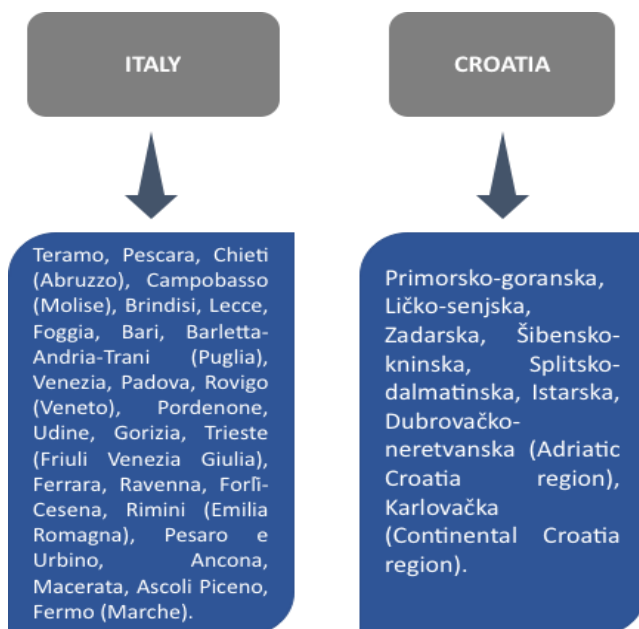 ITALY
Teramo, Pescara, Chieti
(Abruzzo), Campobasso
(Molise), Brindisi, Lecce,
Foggia, Bari, Barletta-
Andria-Trani (Puglia),
Venezia, Padova, Rovigo
(Veneto), Pordenone,
Udine, Gorizia, Trieste
(Friuli Venezia Giulia),
Ferrara, Ravenna, Forlì-
Cesena, Rimini (Emilia
Romagna), Pesaro e
Urbino, Ancona,
Macerata, Ascoli Piceno,
Fermo (Marche).
CROATIA
Primorsko-goranska,
Ličko-senjska,
Zadarska, Šibensko-
kninska, Splitsko-
dalmatinska, Istarska,
Dubrovačko-
neretvanska (Adriatic
Croatia region),
Karlovačka
(Continental Croatia
region).